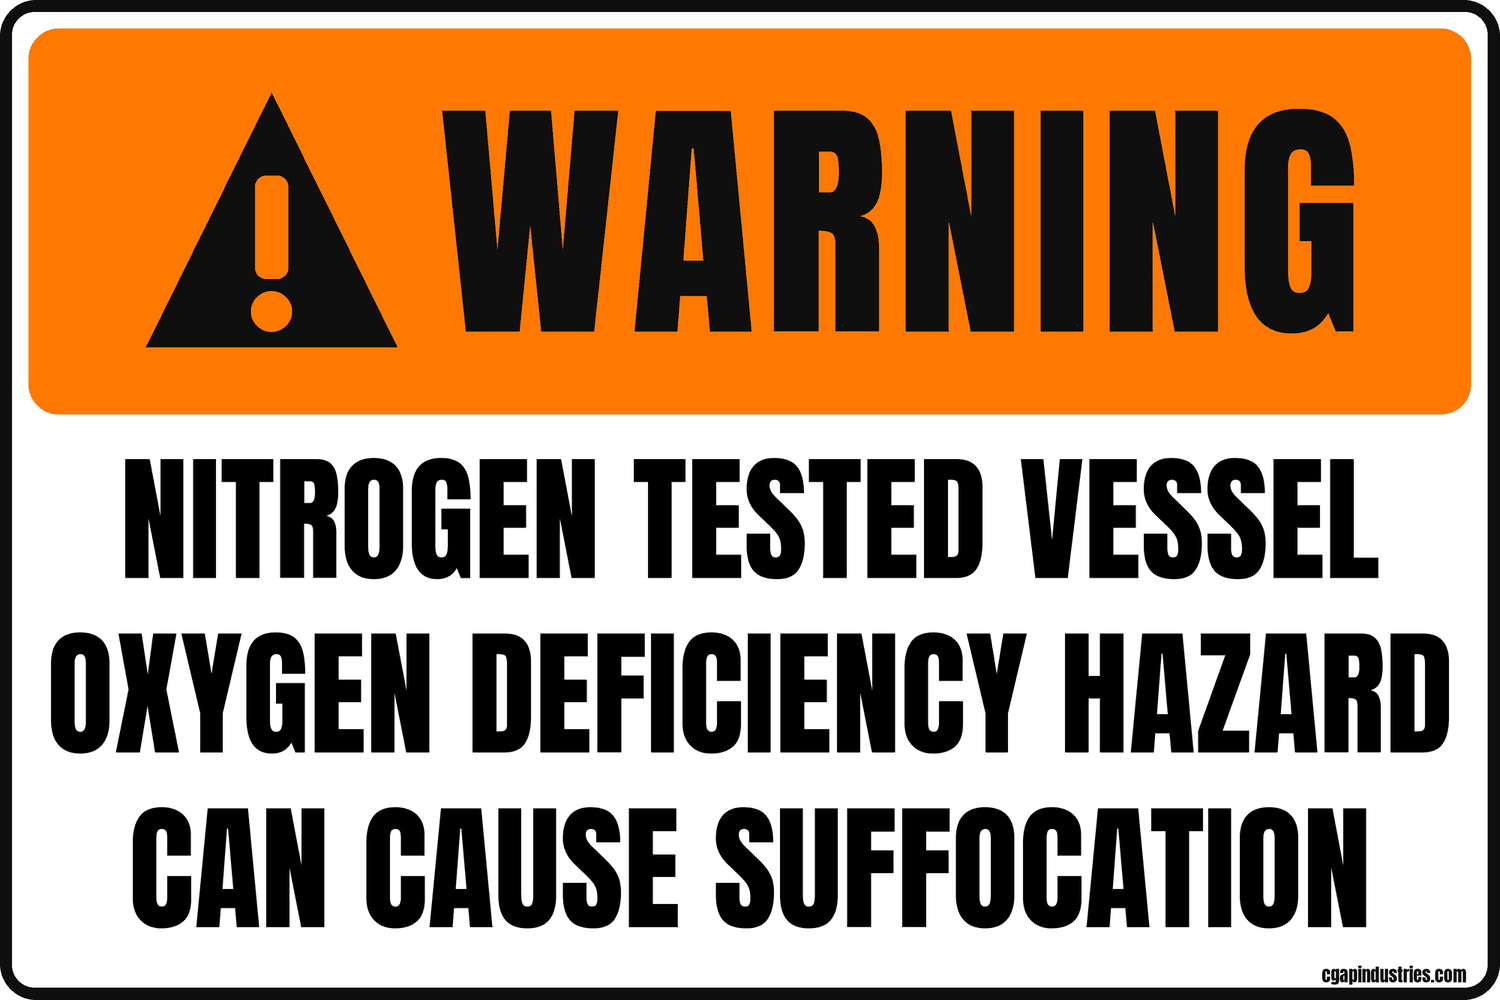 WARNING
NITROGEN TESTED VESSEL
OXYGEN DEFICIENCY HAZARD
CAN CAUSE SUFFOCATION
cgapindustries.com